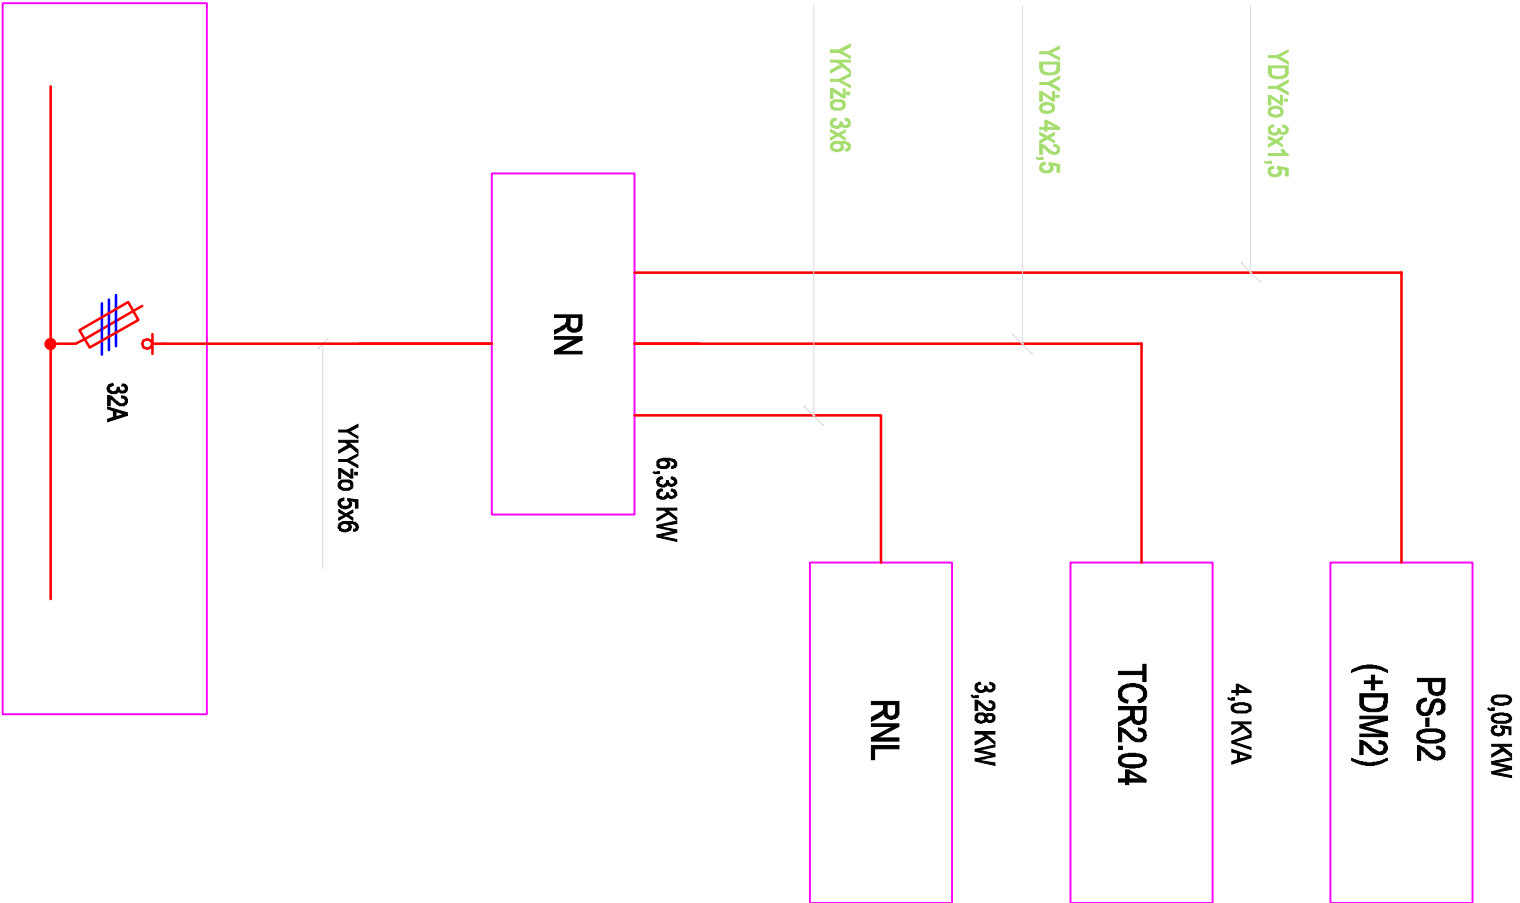 YDYżo 3x1,5
YDYżo 4x2,5
YKYżo 3x6
0,05 KW
PS-02
(+DM2)
4,0 KVA
TCR2.04
3,28 KW
RNL
6,33 KW
RN
YKYżo 5x6
32A